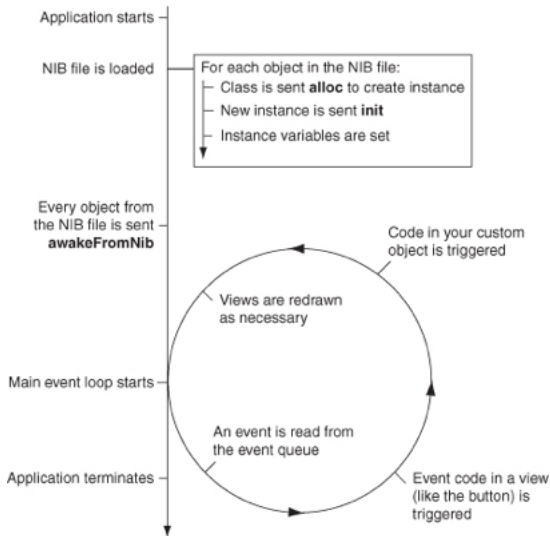 Application starts
NIB file is loaded
For each object in the NIB file:
Class is sent alloc to create instance
New instance is sent init
Instance variables are set
Every object from
the NIB file is sent
awakeFromNib
Code in your custom
object is triggered
Views are redrawn
as necessary
Main event loop starts
An event is read from
the event queue
Application terminates
Event code in a view
(like the button) is
triggered